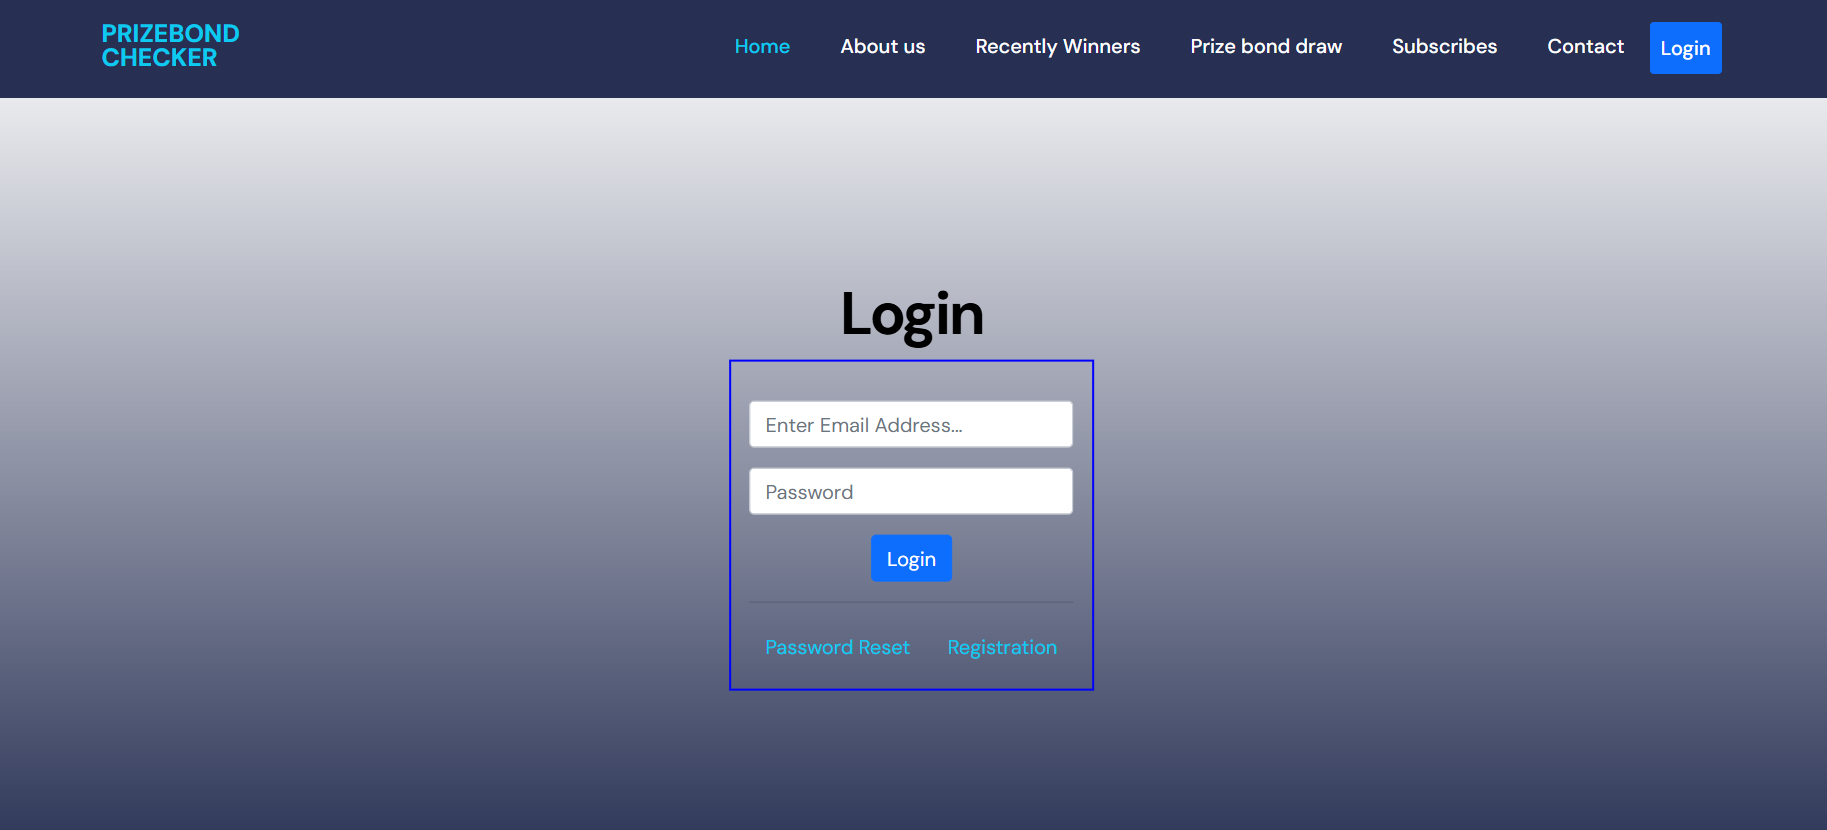 PRIZEBOND
CHECKER
Home About us Recently Winners Prize bond draw Subscribes Contact Login
Login
Enter Email Address...
Password
Login
Password Reset Registration